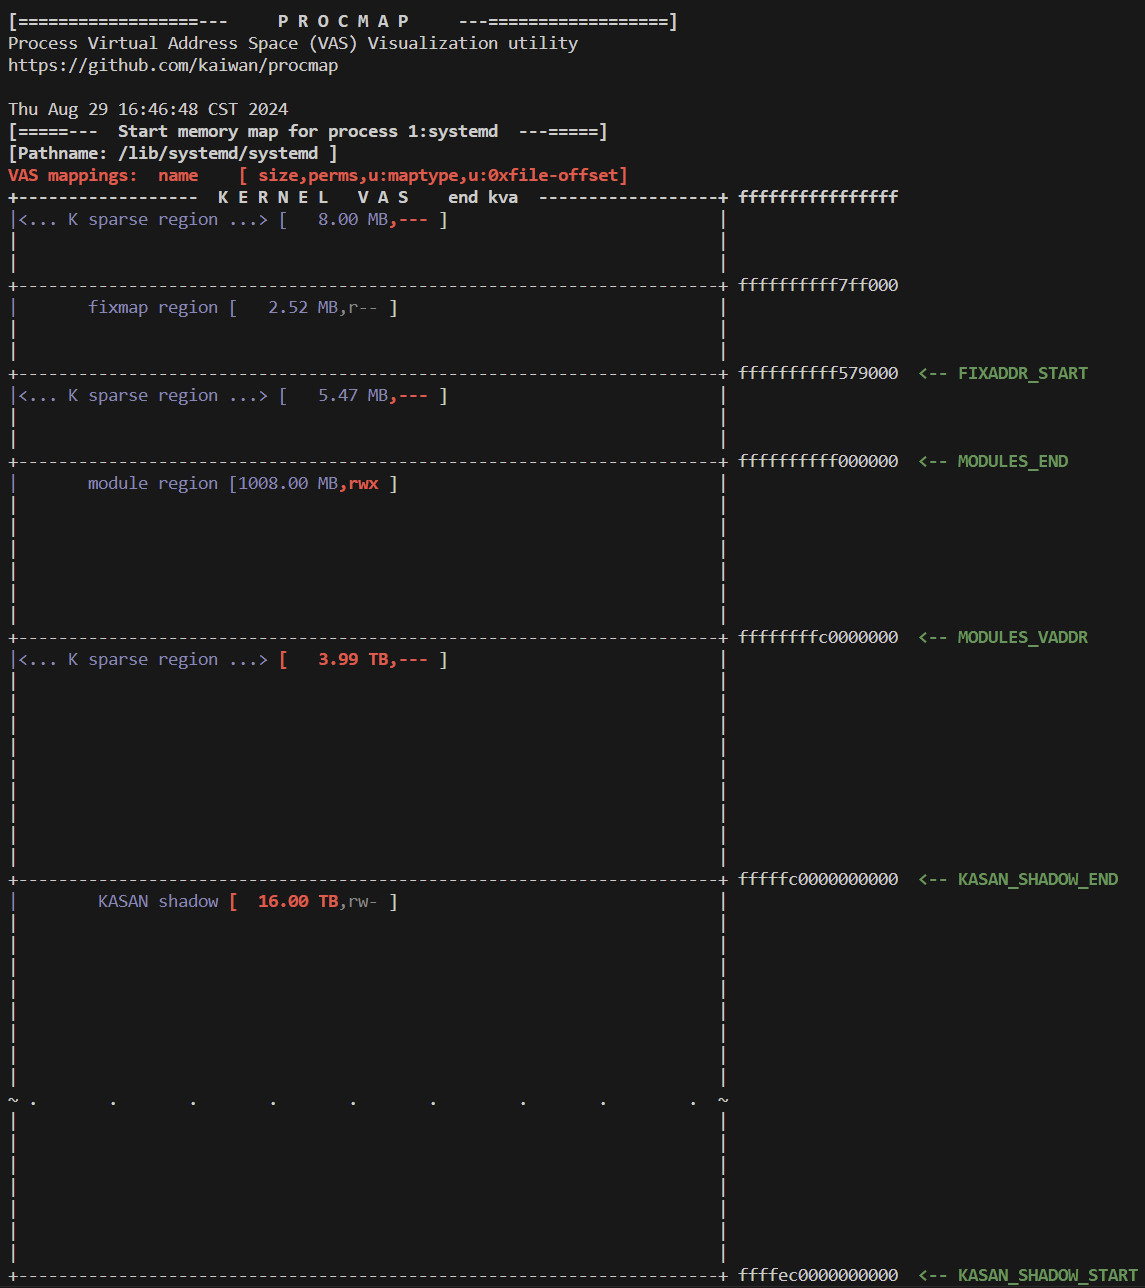 [==================---     P R O C M A P     ---==================]
Process Virtual Address Space (VAS) Visualization utility
https://github.com/kaiwan/procmap
Thu Aug 29 16:46:48 CST 2024
[=====---  Start memory map for process 1:systemd  ---=====]
[Pathname: /lib/systemd/systemd ]
VAS mappings:  name    [ size,perms,u:maptype,u:0xfile-offset]
+------------------  K E R N E L   V A S    end kva  ------------------+ ffffffffffffffff
|<... K sparse region ...> [   8.00 MB,--- ]                           |
|                                                                      |
|                                                                      |
+----------------------------------------------------------------------+ ffffffffff7ff000
|       fixmap region [   2.52 MB,r-- ]                                |
|                                                                      |
|                                                                      |
+----------------------------------------------------------------------+ ffffffffff579000  <-- FIXADDR_START
|<... K sparse region ...> [   5.47 MB,--- ]                           |
|                                                                      |
|                                                                      |
+----------------------------------------------------------------------+ ffffffffff000000  <-- MODULES_END
|       module region [1008.00 MB,rwx ]                                |
|                                                                      |
|                                                                      |
|                                                                      |
|                                                                      |
|                                                                      |
|                                                                      |
+----------------------------------------------------------------------+ ffffffffc0000000  <-- MODULES_VADDR
|<... K sparse region ...> [   3.99 TB,--- ]                           |
|                                                                      |
|                                                                      |
|                                                                      |
|                                                                      |
|                                                                      |
|                                                                      |
|                                                                      |
|                                                                      |
|                                                                      |
+----------------------------------------------------------------------+ fffffc0000000000  <-- KASAN_SHADOW_END
|        KASAN shadow [  16.00 TB,rw- ]                                |
|                                                                      |
|                                                                      |
|                                                                      |
|                                                                      |
|                                                                      |
|                                                                      |
|                                                                      |
|                                                                      |
~ .       .       .       .       .       .        .       .        .  ~
|                                                                      |
|                                                                      |
|                                                                      |
|                                                                      |
|                                                                      |
|                                                                      |
|                                                                      |
+----------------------------------------------------------------------+ ffffec0000000000  <-- KASAN_SHADOW_START